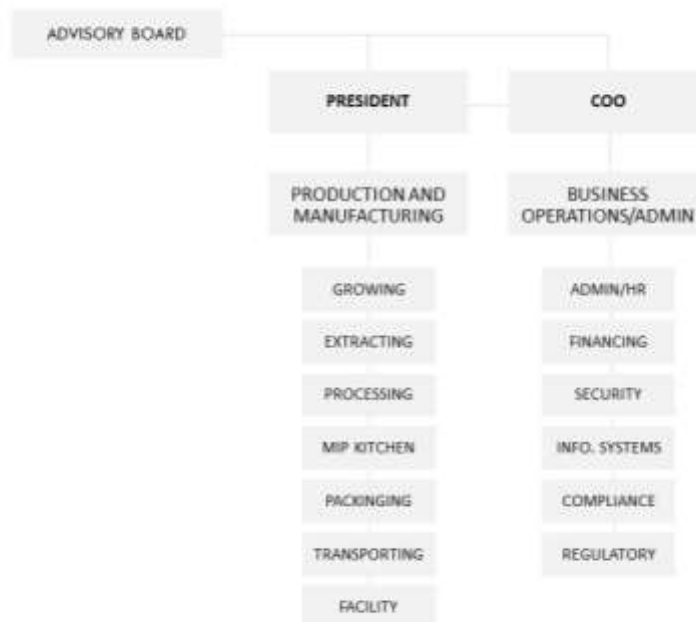 ADVISORY BOARD
PRESIDENT
COO
PRODUCTION AND
MANUFACTURING
BUSINESS
OPERATIONS/ADMIN
GROWING
ADMIN/HR
EXTRACTING
FINANCING
PROCESSING
SECURITY
MIP KITCHEN
INFO. SYSTEMS
PACKINGING
COMPLIANCE
TRANSPORTING
REGULATORY
FACILITY